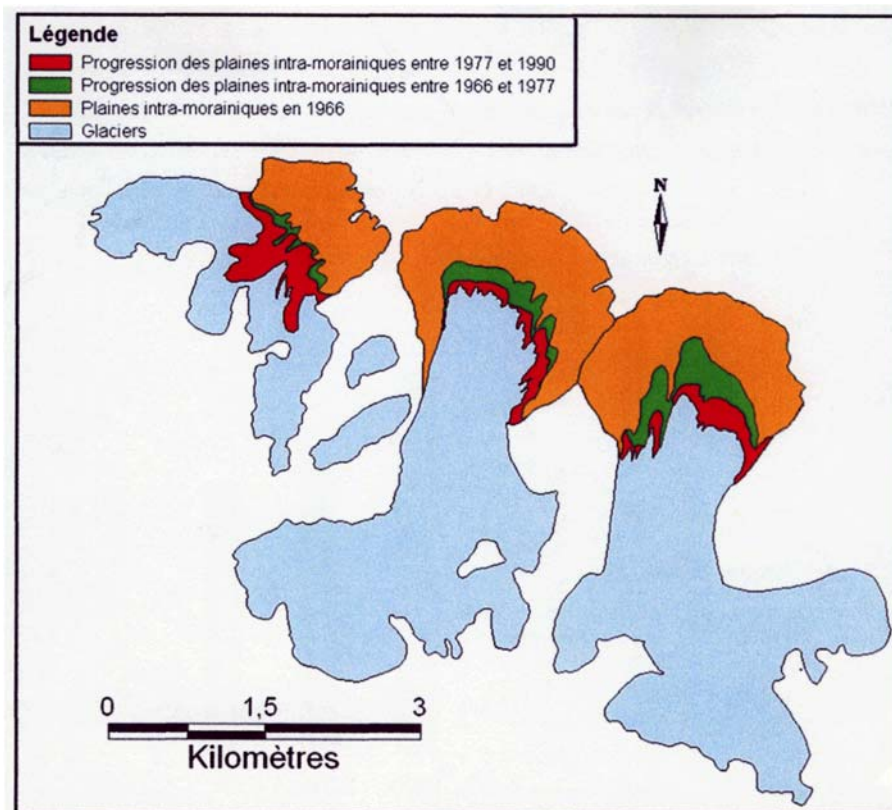 Légende
Progression des plaines intra-morainiques entre 1977 et 1990
Progression des plaines intra-morainiques entre 1966 et 1977
Plaines intra-morainiques en 1966
Glaciers
N
0 1,5 3
Kilomètres